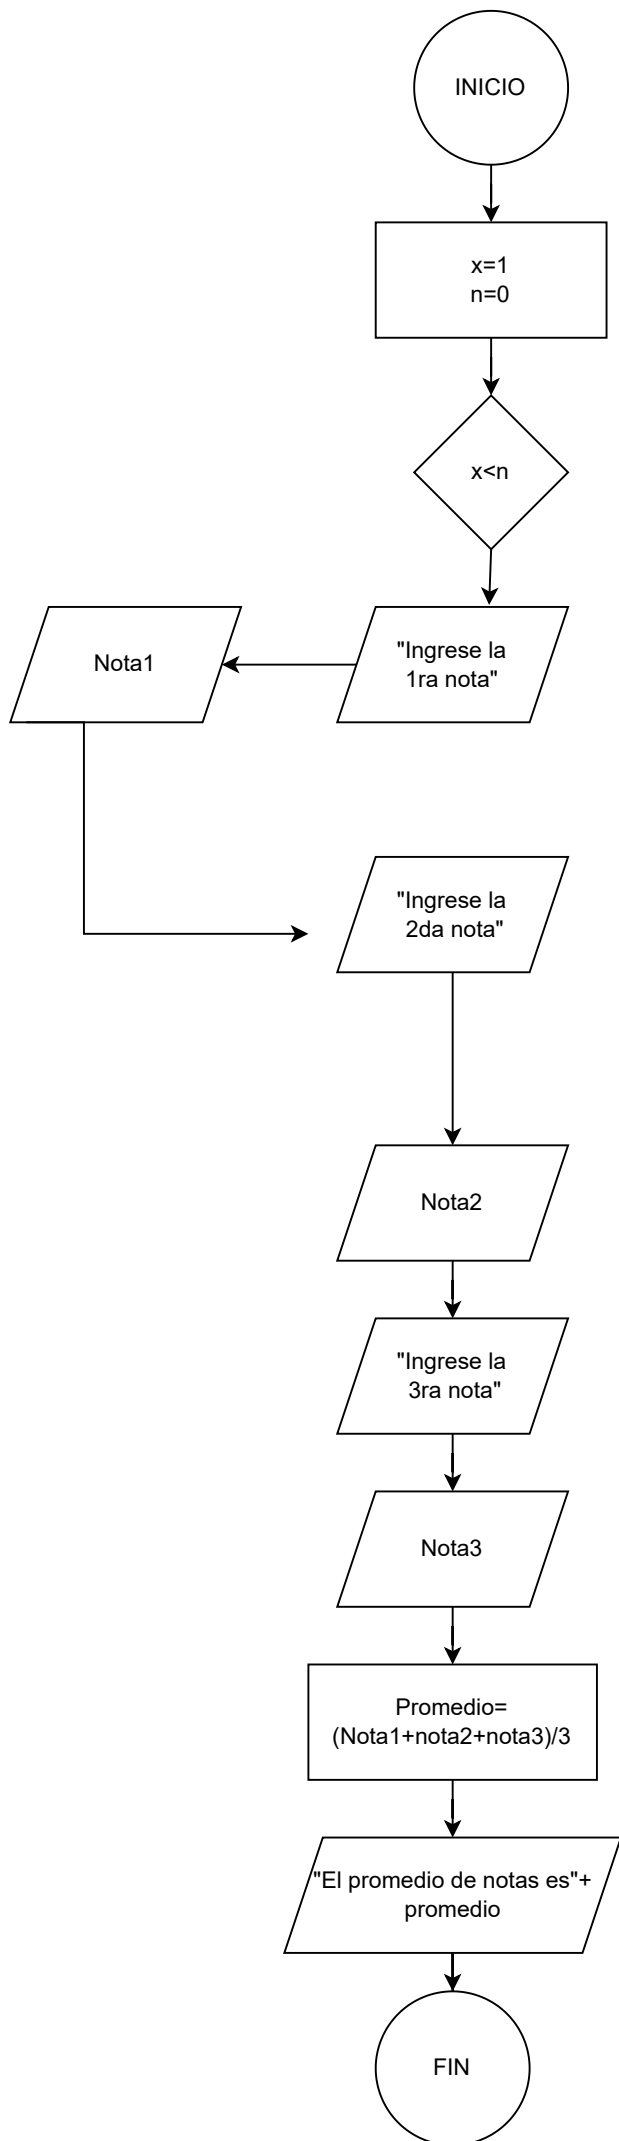 INICIO
x=1
n=0
x<n
Nota1
"Ingrese la
1ra nota"
"Ingrese la
2da nota"
Nota2
"Ingrese la
3ra nota"
Nota3
Promedio=
(Nota1+nota2+nota3)/3
"El promedio de notas es"+
promedio
FIN